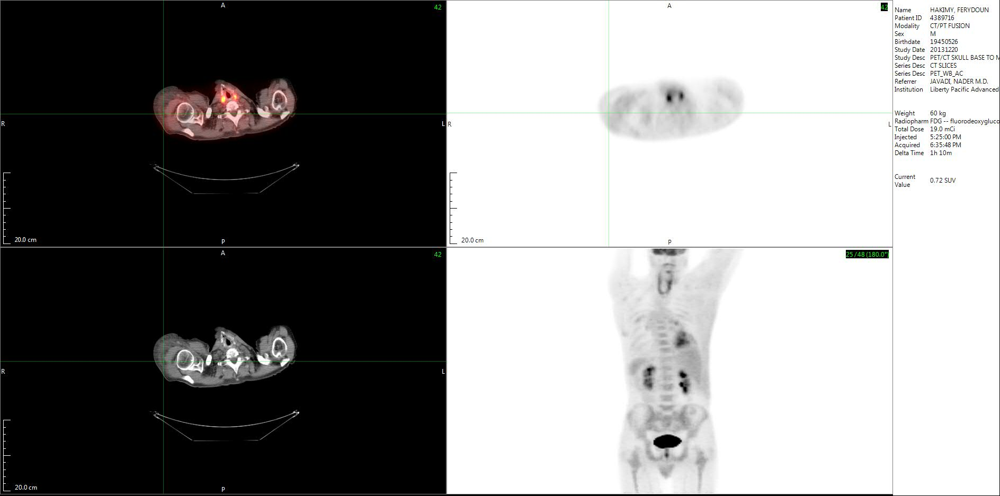 A
42
R
L
20.0 cm
P
A
42
R
L
20.0 cm
P
A
42
R
L
20.0 cm
P
25 / 48 (180.0°)
Name HAKIMY, FERYDOUN
Patient ID 4389716
Modality CT/PT FUSION
Sex M
Birthdate 19450526
Study Date 20131220
Study Desc PET/CT SKULL BASE TO M
Series Desc CT SLICES
Series Desc PET_WB_AC
Referrer JAVADI, NADER M.D.
Institution Liberty Pacific Advanced
Weight 60 kg
Radiopharm FDG -- fluorodeoxygluco
Total Dose 19.0 mCi
Injected 5:25:00 PM
Acquired 6:35:48 PM
Delta Time 1h 10m
Current
Value 0.72 SUV